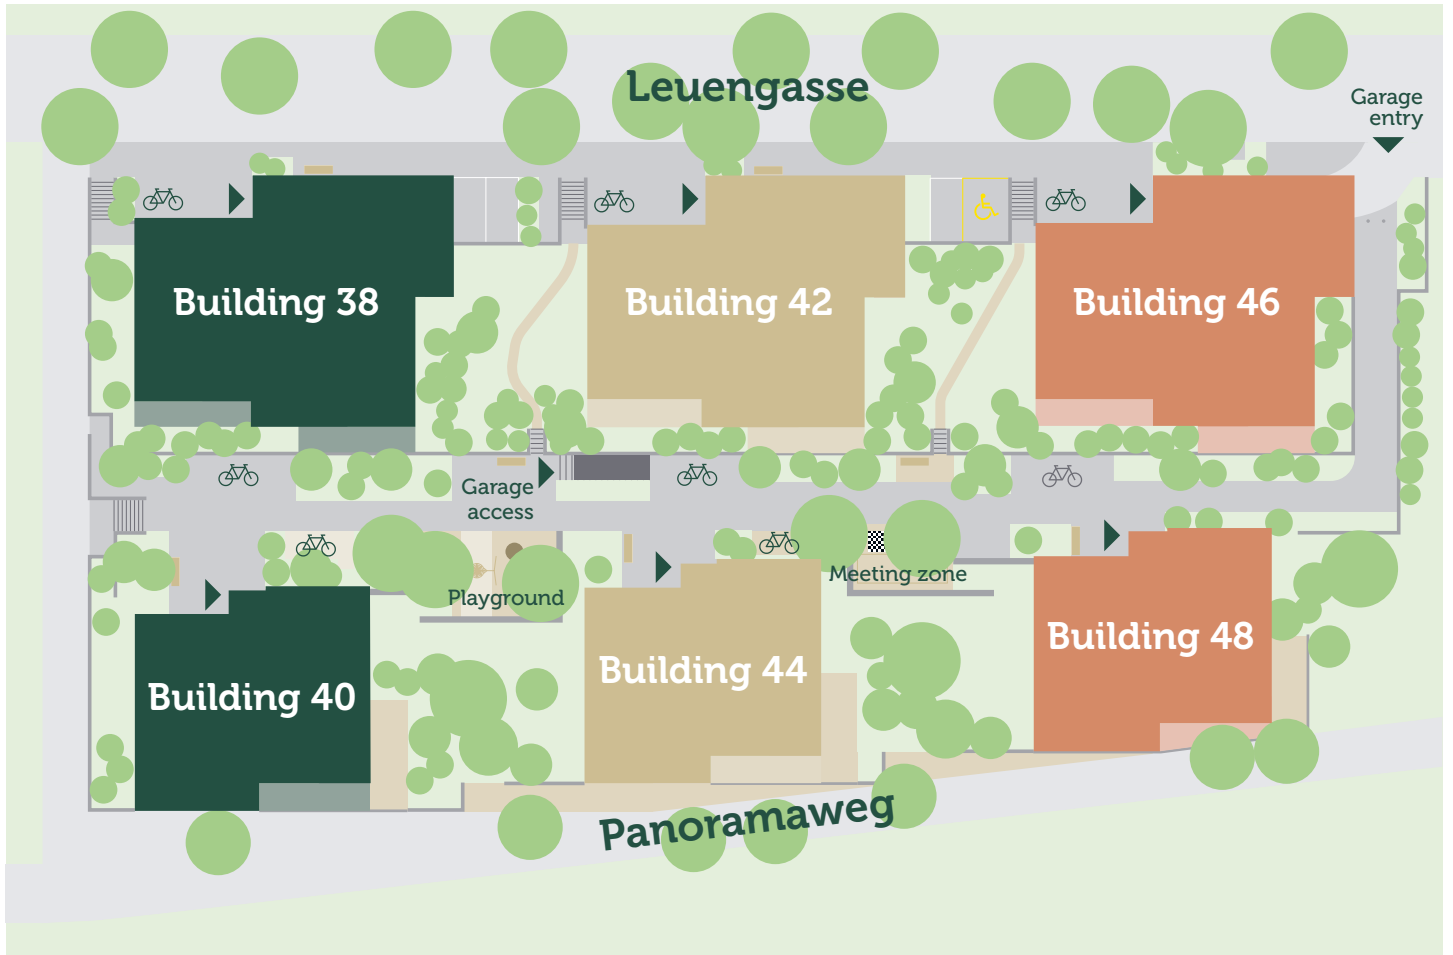 Leuengasse
Garage
entry
Building 38
Building 42
Building 46
Garage
access
Playground
Meeting zone
Building 40
Building 44
Building 48
Panoramaweg